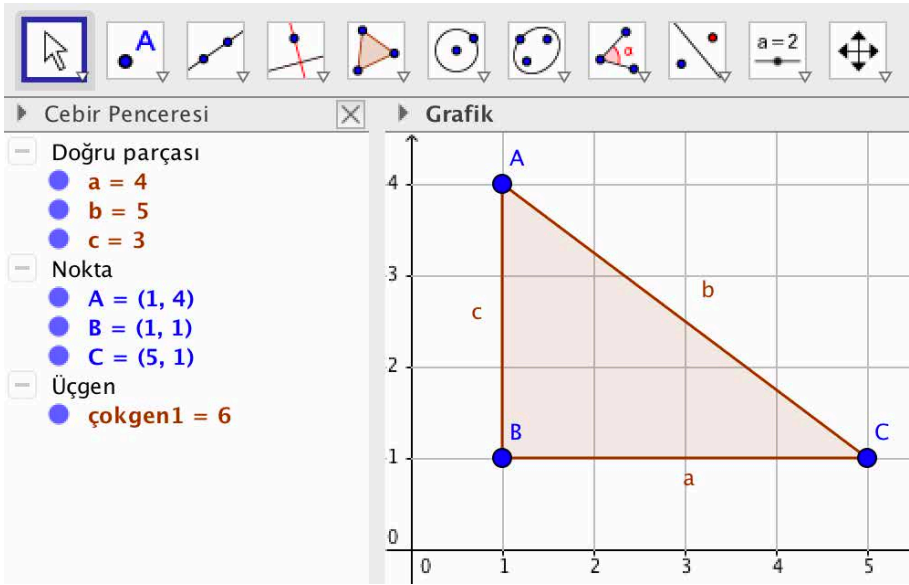 A
α
a = 2
Cebir Penceresi
Grafik
Doğru parçası
a = 4
b = 5
c = 3
Nokta
A = (1, 4)
B = (1, 1)
C = (5, 1)
Üçgen
çokgen1 = 6
A
4
3
c
b
2
B
C
1
a
0
0
1
2
3
4
5